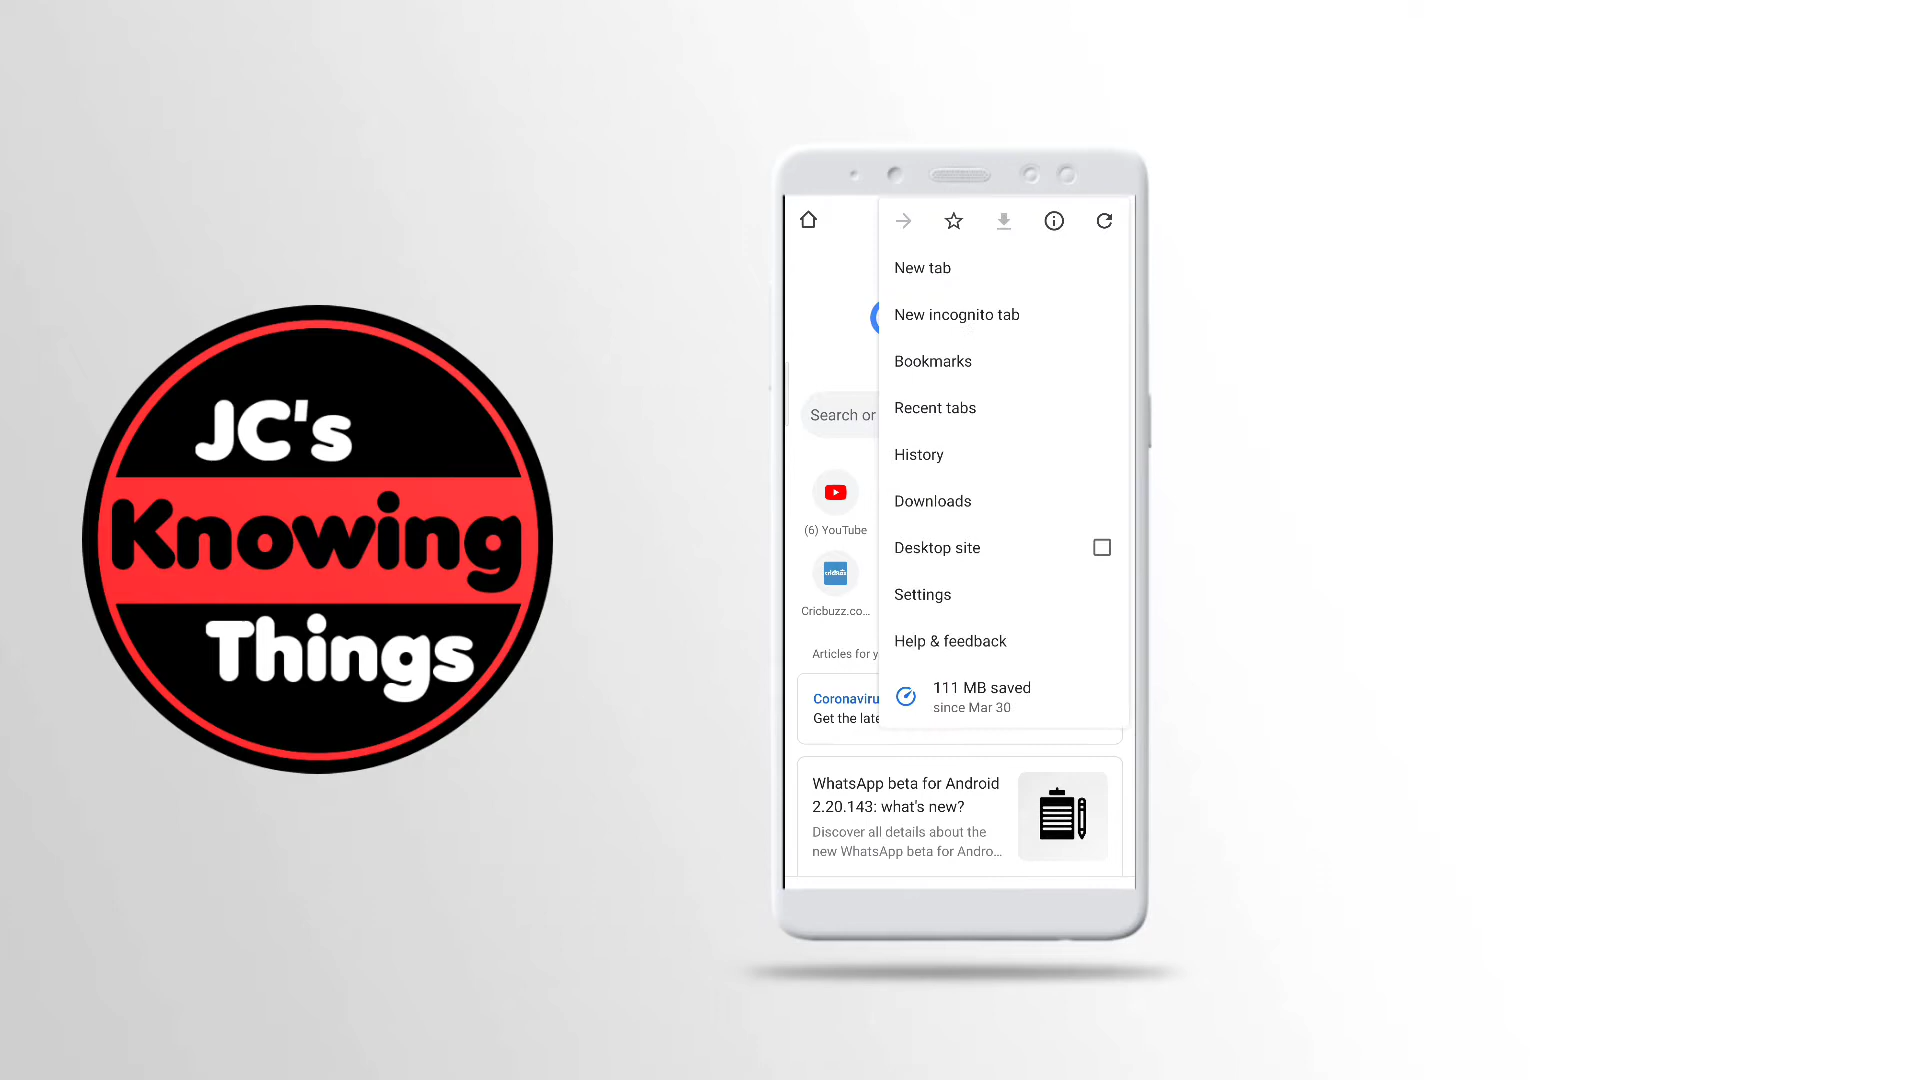 JC's
Knowing
Things
New tab
New incognito tab
Bookmarks
Recent tabs
History
Downloads
Desktop site
Settings
Help & feedback
111 MB saved
since Mar 30
Search or
(6) YouTube
cricbuzz
Cricbuzz.co...
Articles for y
Coronaviru
Get the late
WhatsApp beta for Android
2.20.143: what's new?
Discover all details about the
new WhatsApp beta for Andro...